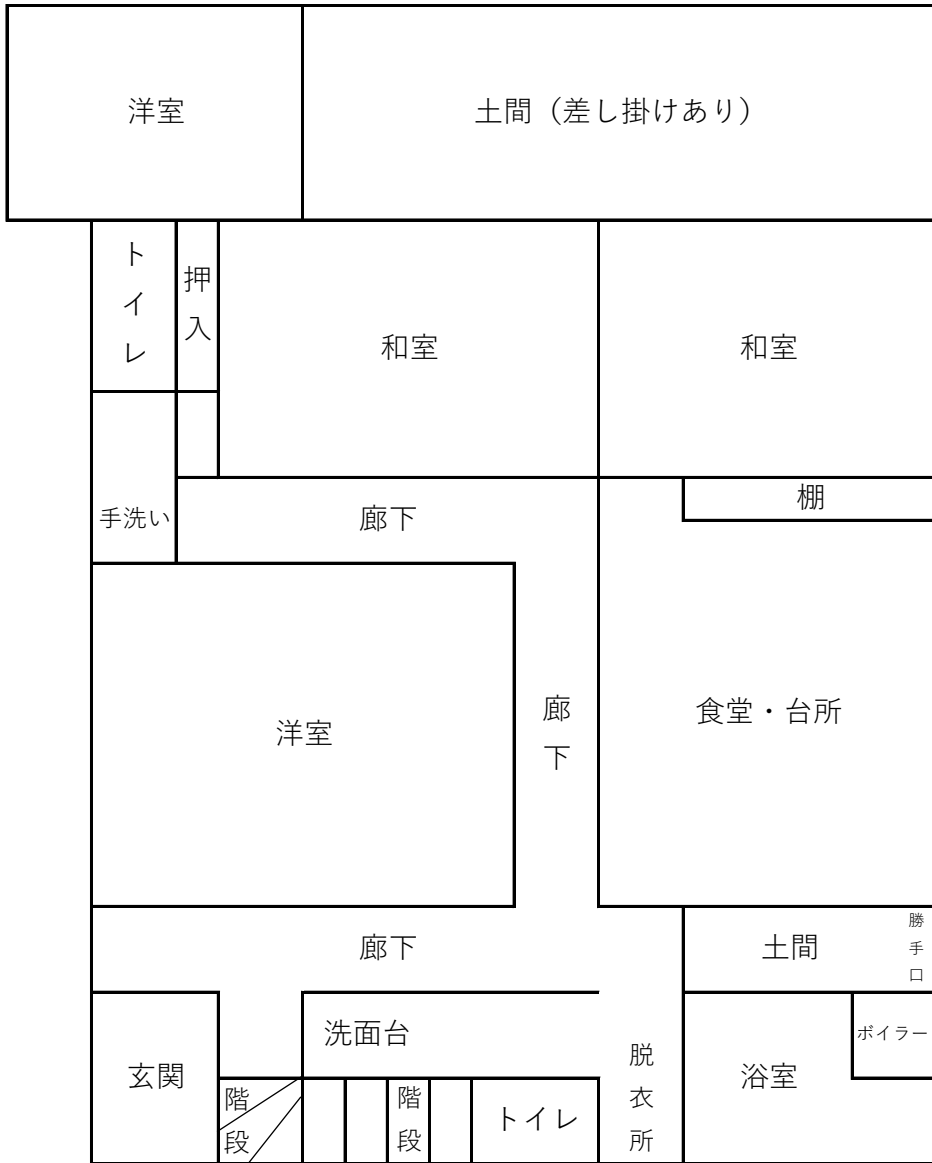 洋室
土間（差し掛けあり）
トイレ
押入
和室
和室
手洗い
廊下
棚
洋室
廊下
食堂・台所
廊下
土間
勝手口
玄関
洗面台
脱衣所
浴室
ボイラー
階段
階段
トイレ